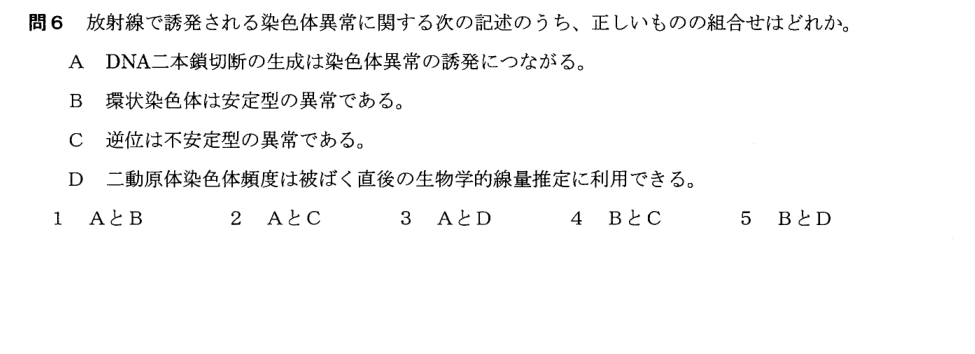 問6 放射線で誘発される染色体異常に関する次の記述のうち、正しいものの組合せはどれか。
A DNA二本鎖切断の生成は染色体異常の誘発につながる。
B 環状染色体は安定型の異常である。
C 逆位は不安定型の異常である。
D 二動原体染色体頻度は被ばく直後の生物学的線量推定に利用できる。
1 AとB 2 AとC 3 AとD 4 BとC 5 BとD